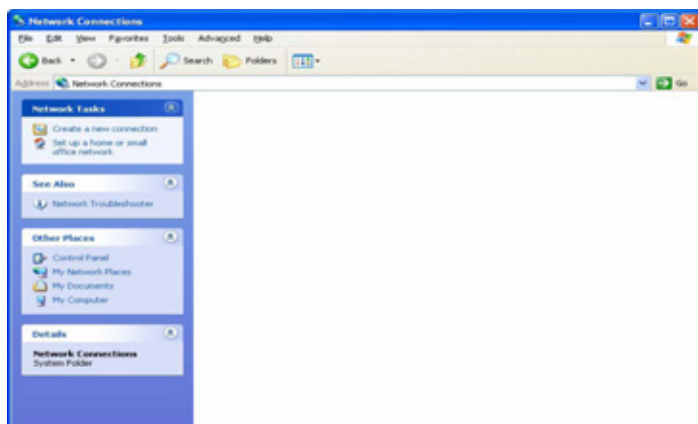 Network Connections
File Edit View Favorites Tools Advanced Help
Back Search Folders
Address Network Connections Go
Network Tasks
Create a new connection
Set up a home or small
office network
See Also
Network Troubleshooter
Other Places
Control Panel
My Network Places
My Documents
My Computer
Details
Network Connections
System Folder